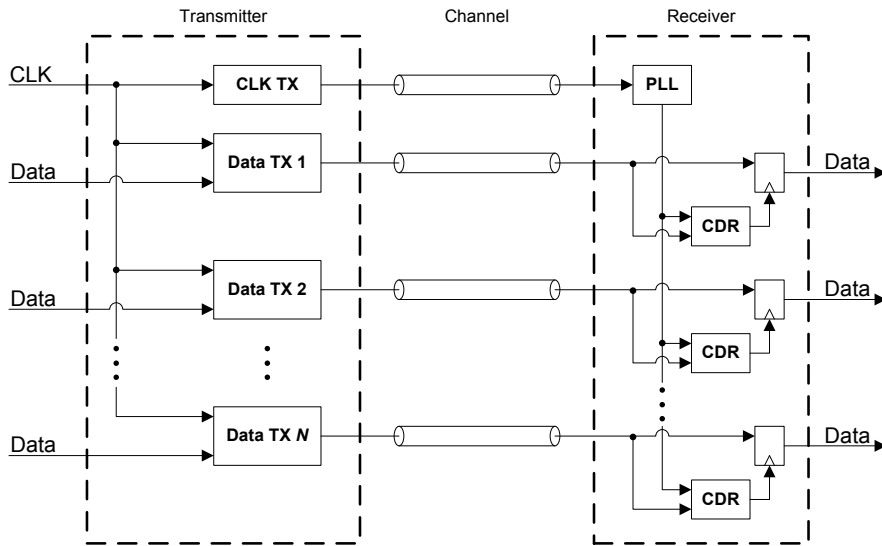 Transmitter Channel Receiver
CLK
CLK TX
PLL
Data
Data TX 1
Data
CDR
Data
Data TX 2
Data
CDR
Data
Data TX N
Data
CDR